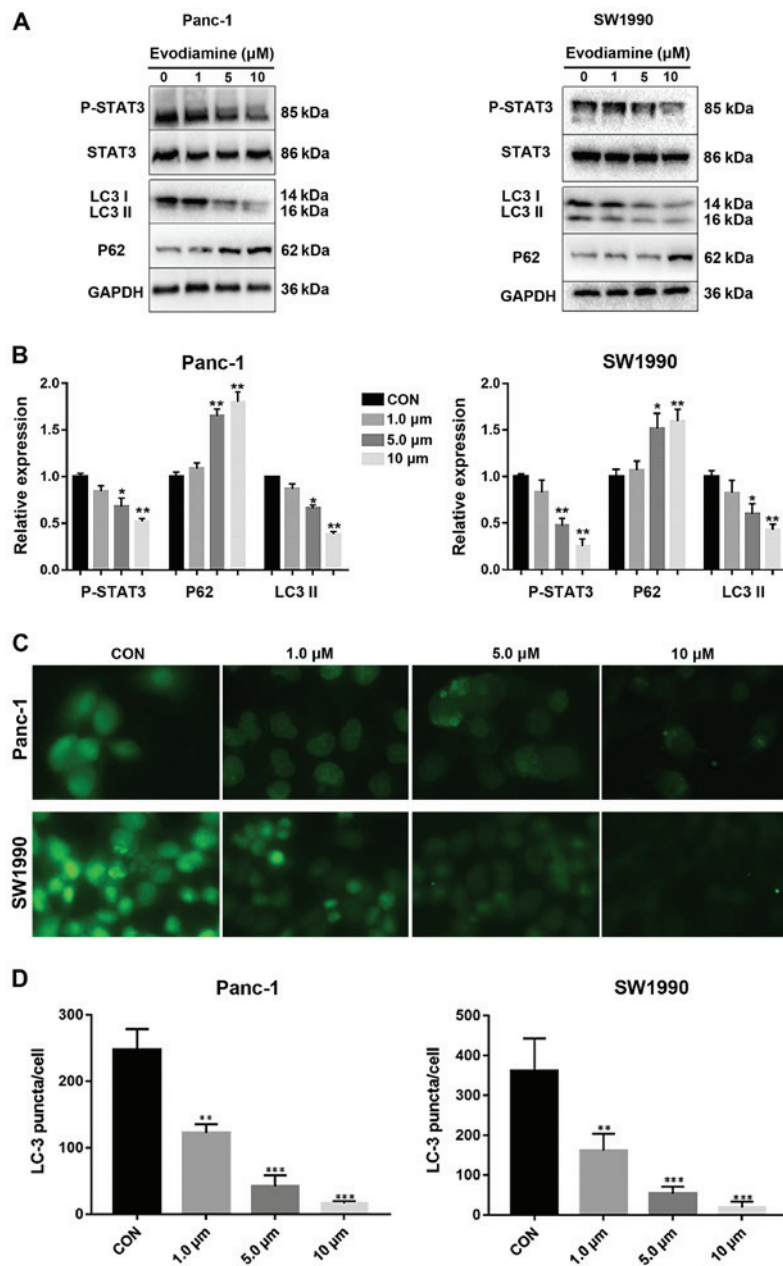 A
Panc-1
SW1990
Evodiamine (µM)
0 1 5 10
P-STAT3 85 kDa
STAT3 86 kDa
LC3 I 14 kDa
LC3 II 16 kDa
P62 62 kDa
GAPDH 36 kDa
Evodiamine (µM)
0 1 5 10
P-STAT3 85 kDa
STAT3 86 kDa
LC3 I 14 kDa
LC3 II 16 kDa
P62 62 kDa
GAPDH 36 kDa
B
Panc-1
Relative expression
2.0
1.5
1.0
0.5
0.0
* ** ** ** * **
P-STAT3 P62 LC3 II
CON
1.0 µm
5.0 µm
10 µm
SW1990
Relative expression
2.0
1.5
1.0
0.5
0.0
** ** * ** * **
P-STAT3 P62 LC3 II
C
CON 1.0 µM 5.0 µM 10 µM
Panc-1
SW1990
D
Panc-1
LC-3 puncta/cell
300
200
100
0
** *** ***
CON 1.0 µm 5.0 µm 10 µm
SW1990
LC-3 puncta/cell
500
400
300
200
100
0
** *** ***
CON 1.0 µm 5.0 µm 10 µm